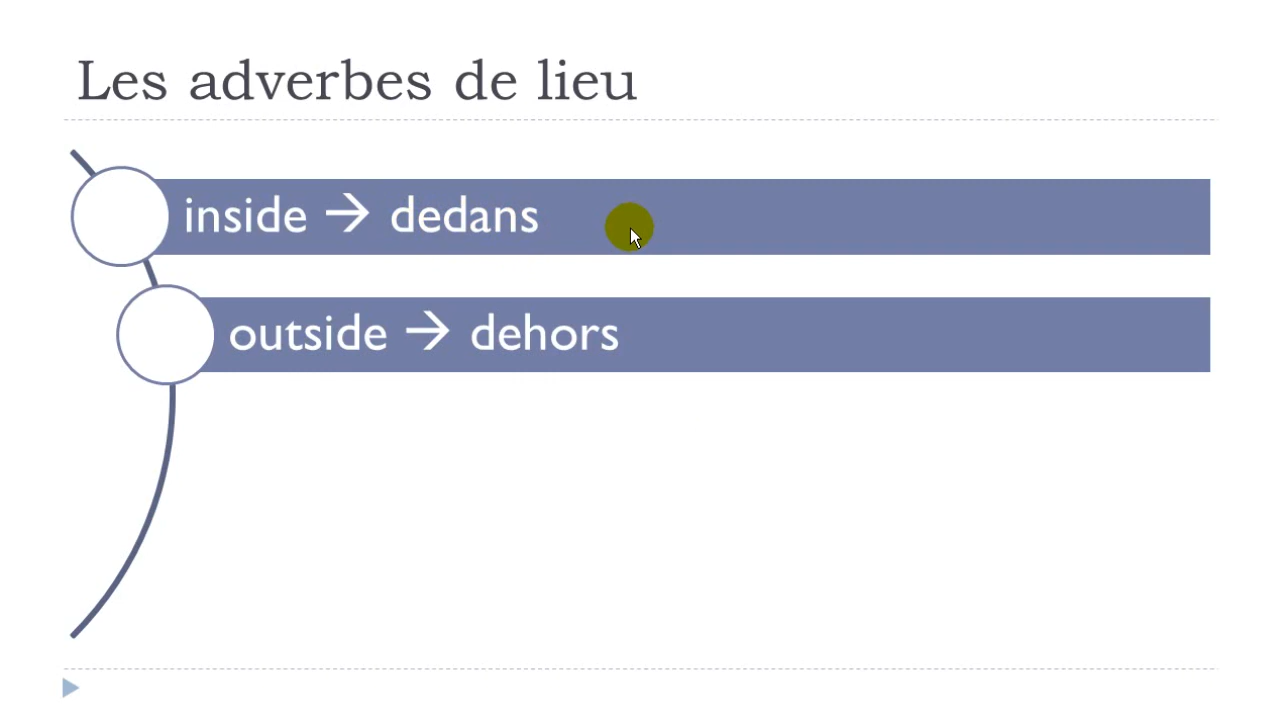 Les adverbes de lieu
inside → dedans
outside → dehors